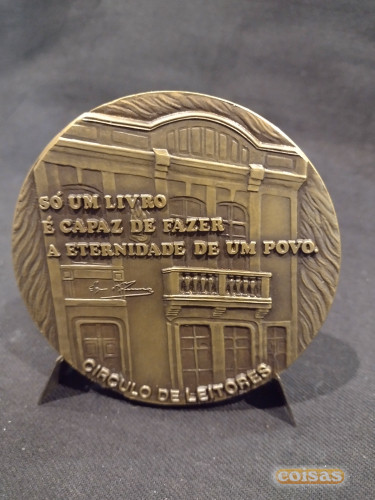 SÓ UM LIVRO
É CAPAZ DE FAZER
A ETERNIDADE DE UM POVO.
CIRCULO DE LEITORES
coisas